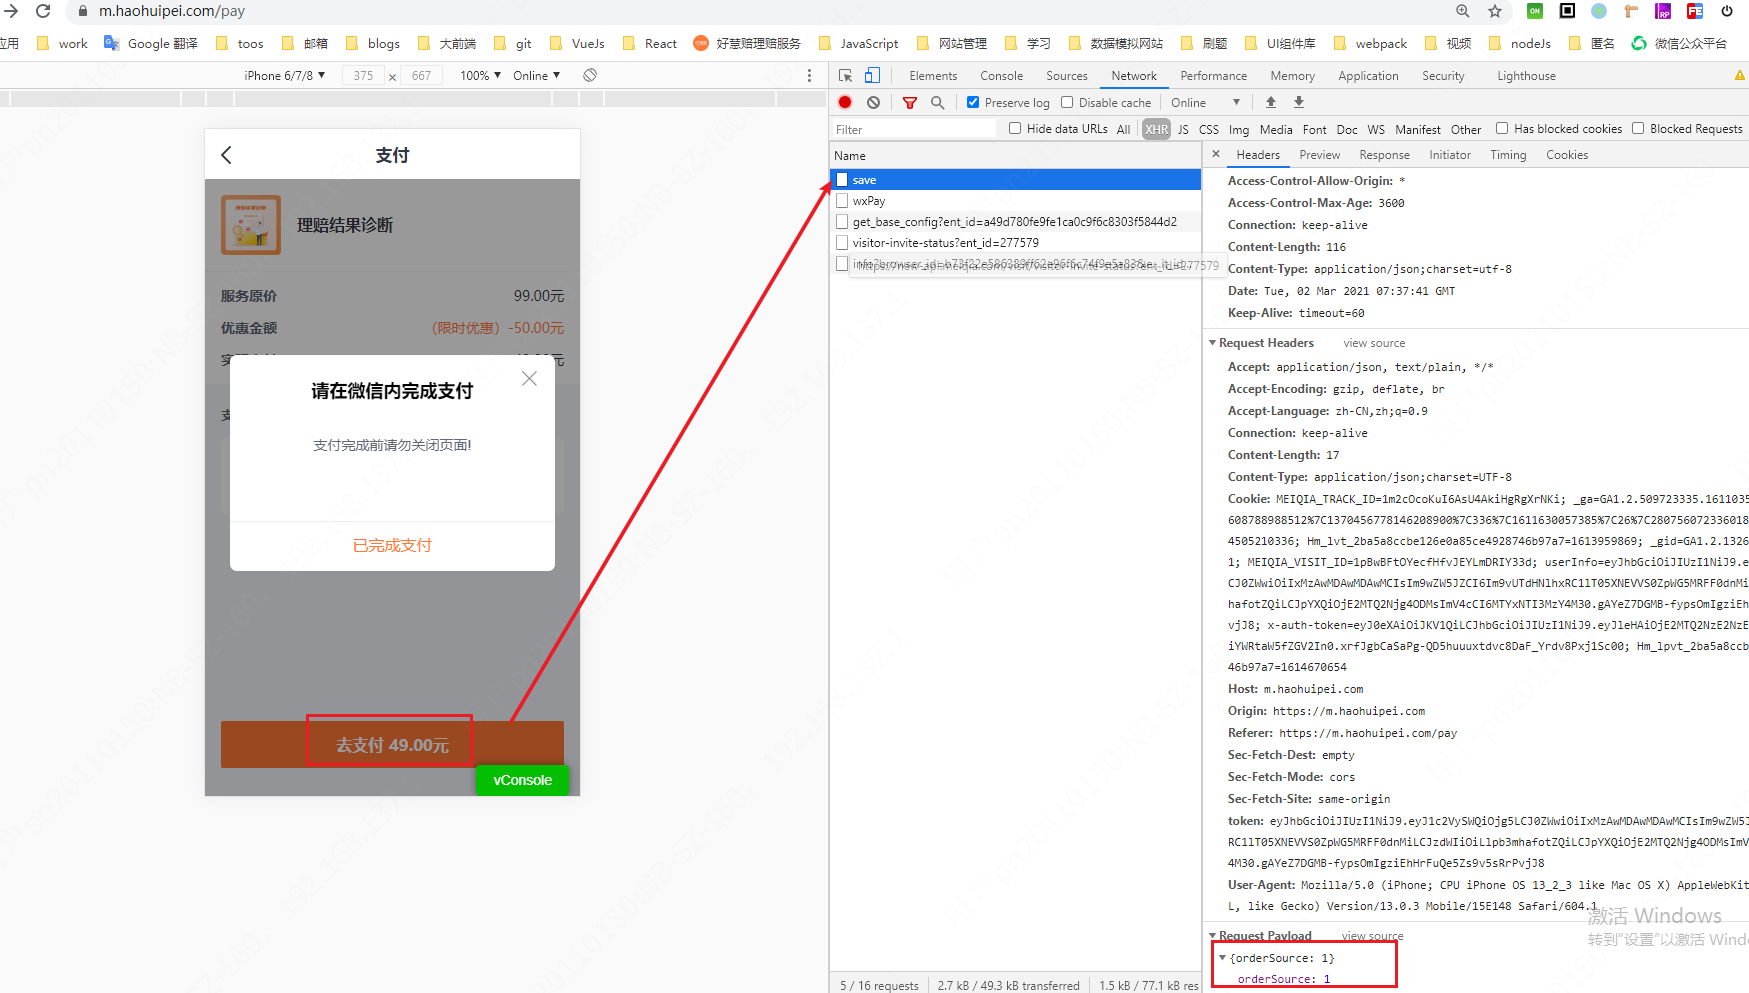 m.haohuipei.com/pay
应用 work Google 翻译 toos 邮箱 blogs 大前端 git VueJs React 好慧赔理赔服务 JavaScript 网站管理 学习 数据模拟网站 刷题 UI组件库 webpack 视频 nodeJs 匿名 微信公众平台
iPhone 6/7/8 ▼ 375 × 667 100% ▼ Online ▼
支付
理赔结果诊断
服务原价 99.00元
优惠金额 （限时优惠）-50.00元
请在微信内完成支付
支付完成前请勿关闭页面!
已完成支付
去支付 49.00元
vConsole
Elements Console Sources Network Performance Memory Application Security Lighthouse
Preserve log Disable cache Online ▼
Filter Hide data URLs All XHR JS CSS Img Media Font Doc WS Manifest Other Has blocked cookies Blocked Requests
Name
save
wxPay
get_base_config?ent_id=a49d780fe9fe1ca0c9f6c8303f5844d2
visitor-invite-status?ent_id=277579
https://new-api.meiqia.com/visit/visitor-invite-status?ent_id=277579
5 / 16 requests 2.7 kB / 49.3 kB transferred 1.5 kB / 77.1 kB res
× Headers Preview Response Initiator Timing Cookies
Access-Control-Allow-Origin: *
Access-Control-Max-Age: 3600
Connection: keep-alive
Content-Length: 116
Content-Type: application/json;charset=utf-8
Date: Tue, 02 Mar 2021 07:37:41 GMT
Keep-Alive: timeout=60
Request Headers view source
Accept: application/json, text/plain, */*
Accept-Encoding: gzip, deflate, br
Accept-Language: zh-CN,zh;q=0.9
Connection: keep-alive
Content-Length: 17
Content-Type: application/json;charset=UTF-8
Cookie: MEIQIA_TRACK_ID=1m2cOcoKuI6AsU4AkiHgRgXrNKi; _ga=GA1.2.509723335.1611035
608788988512%7C1370456778146208900%7C336%7C1611630057385%7C26%7C280756072336018
4505210336; Hm_lvt_2ba5a8ccbe126e0a85ce4928746b97a7=1613959869; _gid=GA1.2.1326
1; MEIQIA_VISIT_ID=1pBwBFtOYecfHfvJEYLmDRIY33d; userInfo=eyJhbGciOiJIUzI1NiJ9.e
CJ0ZWwiOiIxMzAwMDAwMDAwMCIsIm9wZW5JZCI6Im9vUTdHNlhxRC1lT05XNEVVS0ZpWG5MRFF0dnMi
hafotZQiLCJpYXQiOjE2MTQ2Njg4ODMsImV4cCI6MTYxNTI3MzY4M30.gAYeZ7DGMB-fypsOmIgziEh
vjJ8; x-auth-token=eyJ0eXAiOiJKV1QiLCJhbGciOiJIUzI1NiJ9.eyJleHAiOjE2MTQ2NzE2NzE
iYWRtaW5fZGV2In0.xrfJgbCaSaPg-QD5huuuxtdvc8DaF_Yrdv8Pxj1Sc00; Hm_lpvt_2ba5a8ccb
46b97a7=1614670654
Host: m.haohuipei.com
Origin: https://m.haohuipei.com
Referer: https://m.haohuipei.com/pay
Sec-Fetch-Dest: empty
Sec-Fetch-Mode: cors
Sec-Fetch-Site: same-origin
token: eyJhbGciOiJIUzI1NiJ9.eyJ1c2VySWQiOjg5LCJ0ZWwiOiIxMzAwMDAwMDAwMCIsIm9wZW5J
RC1lT05XNEVVS0ZpWG5MRFF0dnMiLCJzdWIiOiLlpb3mhafotZQiLCJpYXQiOjE2MTQ2Njg4ODMsImV
4M30.gAYeZ7DGMB-fypsOmIgziEhHrFuQe5Zs9v5sRrPvjJ8
User-Agent: Mozilla/5.0 (iPhone; CPU iPhone OS 13_2_3 like Mac OS X) AppleWebKit
L, like Gecko) Version/13.0.3 Mobile/15E148 Safari/604.1
Request Payload view source
{orderSource: 1}
orderSource: 1
激活 Windows
转到"设置"以激活 Wind